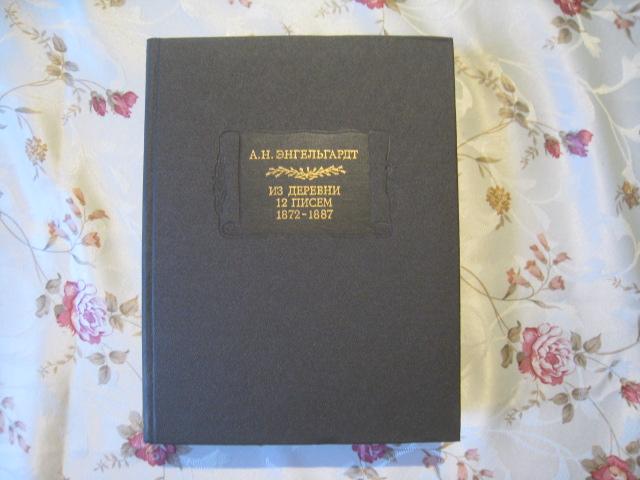 А.Н. ЭНГЕЛЬГАРДТ
ИЗ ДЕРЕВНИ
12 ПИСЕМ
1872-1887